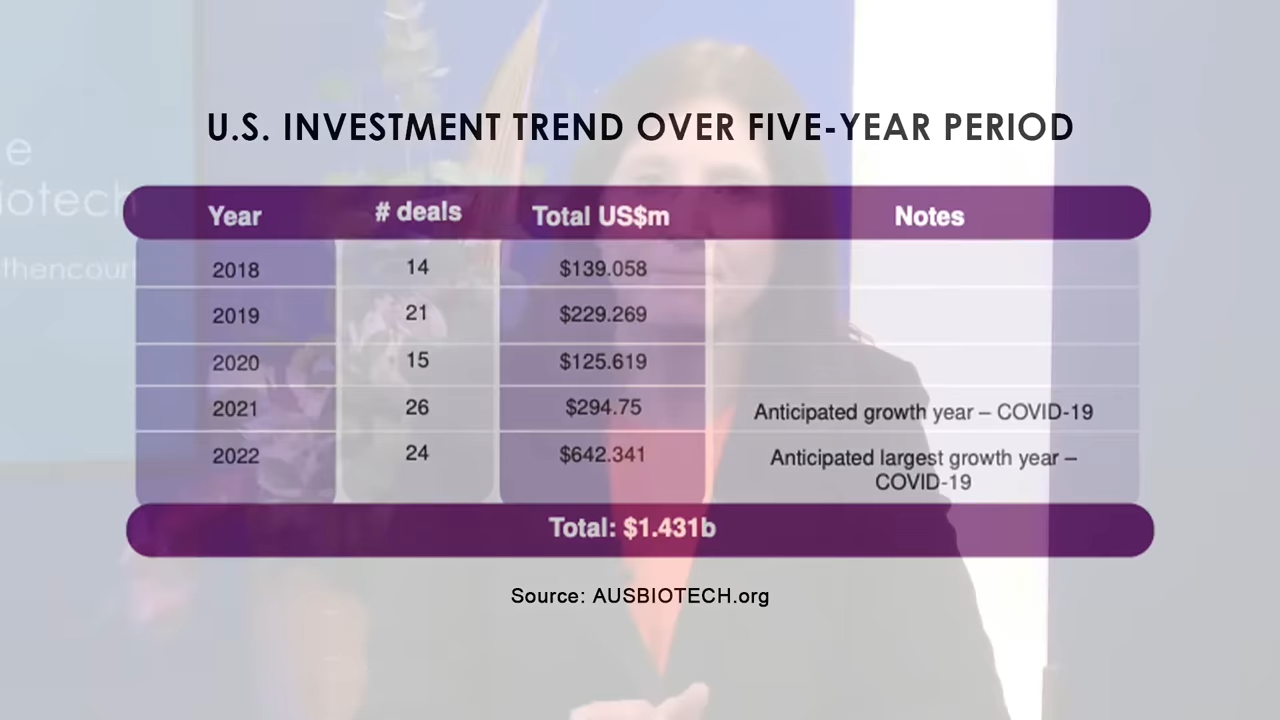 U.S. INVESTMENT TREND OVER FIVE-YEAR PERIOD
Year # deals Total US$m Notes
2018 14 $139.058
2019 21 $229.269
2020 15 $125.619
2021 26 $294.75 Anticipated growth year – COVID-19
2022 24 $642.341 Anticipated largest growth year –
COVID-19
Total: $1.431b
Source: AUSBIOTECH.org
e
iotech
thencourt